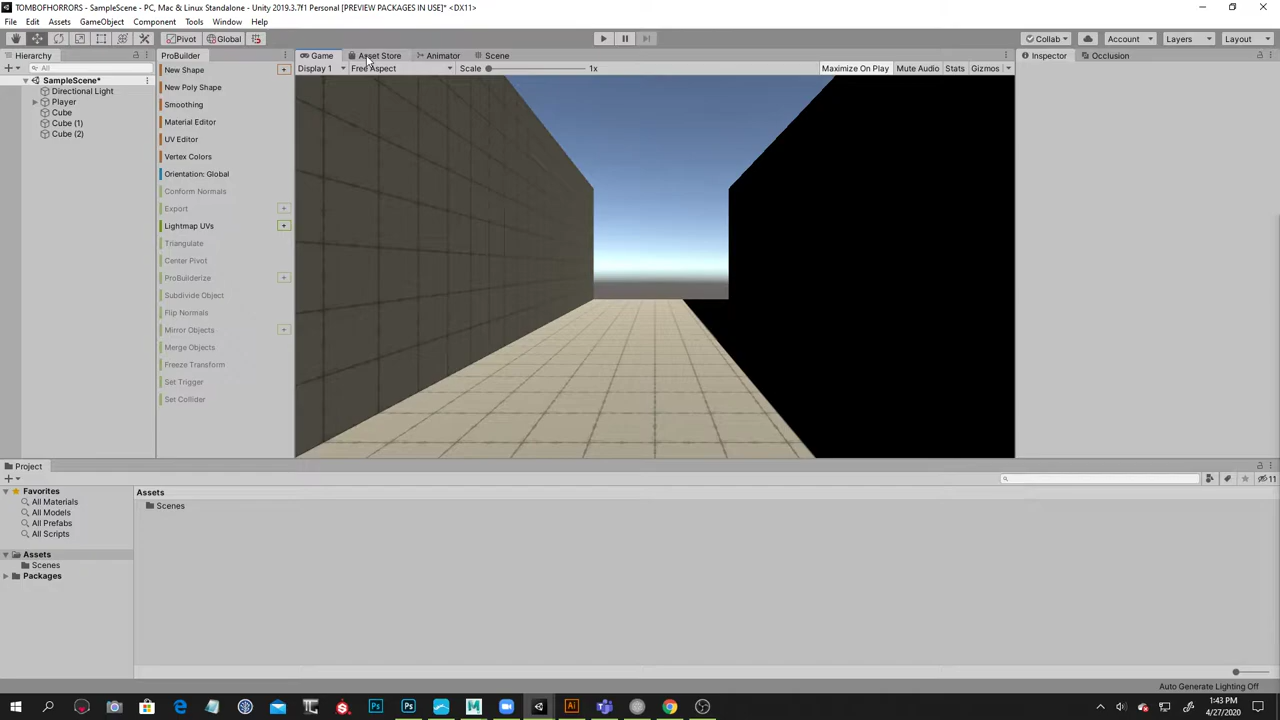 TOMBOFHORRORS - SampleScene - PC, Mac & Linux Standalone - Unity 2019.3.7f1 Personal [PREVIEW PACKAGES IN USE]* <DX11>
File Edit Assets GameObject Component Tools Window Help
Pivot Global Collab Account Layers Layout
Hierarchy ProBuilder Game Asset Store Animator Scene Inspector Occlusion
All
Display 1 Free Aspect Scale 1x Maximize On Play Mute Audio Stats Gizmos
SampleScene*
Directional Light
Player
Cube
Cube (1)
Cube (2)
New Shape
New Poly Shape
Smoothing
Material Editor
UV Editor
Vertex Colors
Orientation: Global
Conform Normals
Export
Lightmap UVs
Triangulate
Center Pivot
ProBuilderize
Subdivide Object
Flip Normals
Mirror Objects
Merge Objects
Freeze Transform
Set Trigger
Set Collider
Project
11
Favorites
All Materials
All Models
All Prefabs
All Scripts
Assets
Scenes
Packages
Assets
Scenes
Auto Generate Lighting Off
1:43 PM
4/27/2020